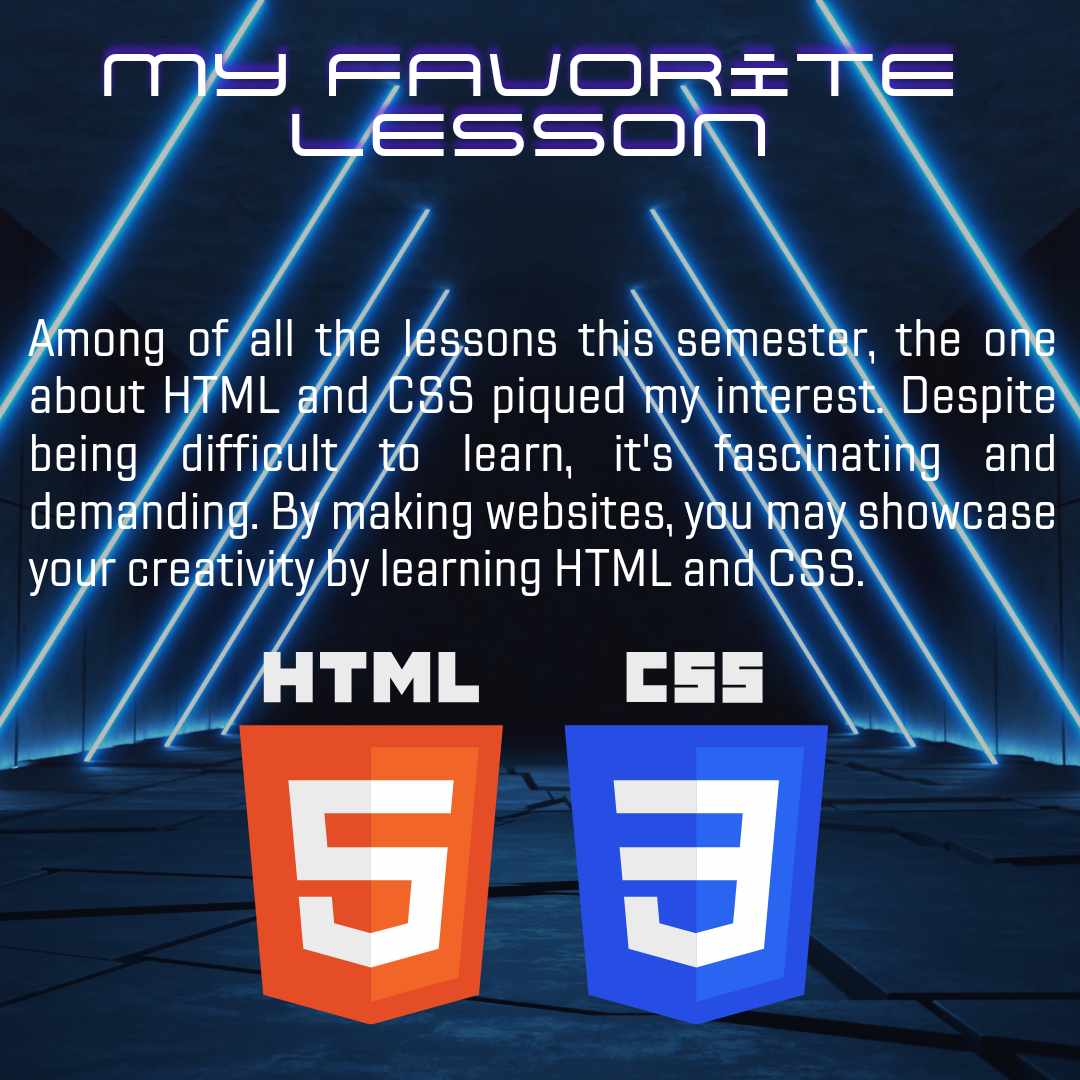 MY FAVORITE
LESSON
Among of all the lessons this semester, the one
about HTML and CSS piqued my interest. Despite
being difficult to learn, it's fascinating and
demanding. By making websites, you may showcase
your creativity by learning HTML and CSS.
HTML CSS
5 3